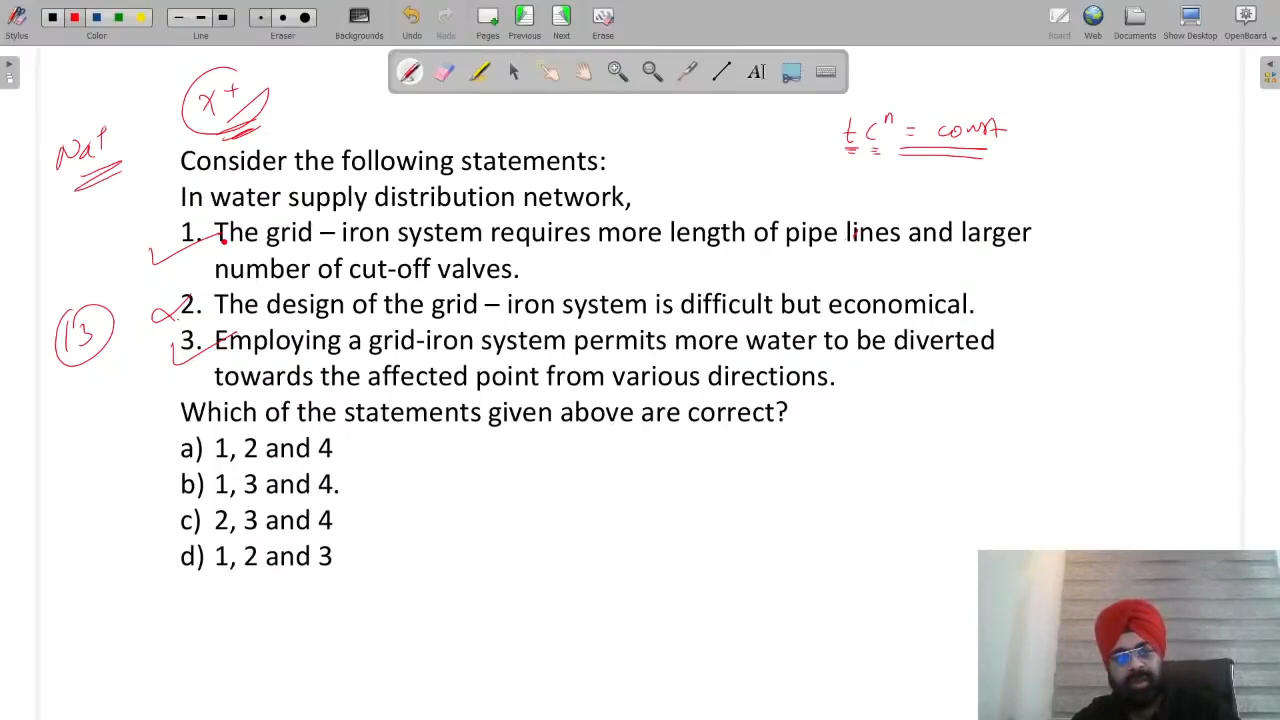 Stylus
Color
Line
Eraser
Backgrounds
Undo
Redo
Pages
Previous
Next
Erase
Board
Web
Documents
Show Desktop
OpenBoard
x+
Na+
t c^n = const
Consider the following statements:
In water supply distribution network,
1. The grid – iron system requires more length of pipe lines and larger
number of cut-off valves.
2. The design of the grid – iron system is difficult but economical.
13
3. Employing a grid-iron system permits more water to be diverted
towards the affected point from various directions.
Which of the statements given above are correct?
a) 1, 2 and 4
b) 1, 3 and 4.
c) 2, 3 and 4
d) 1, 2 and 3